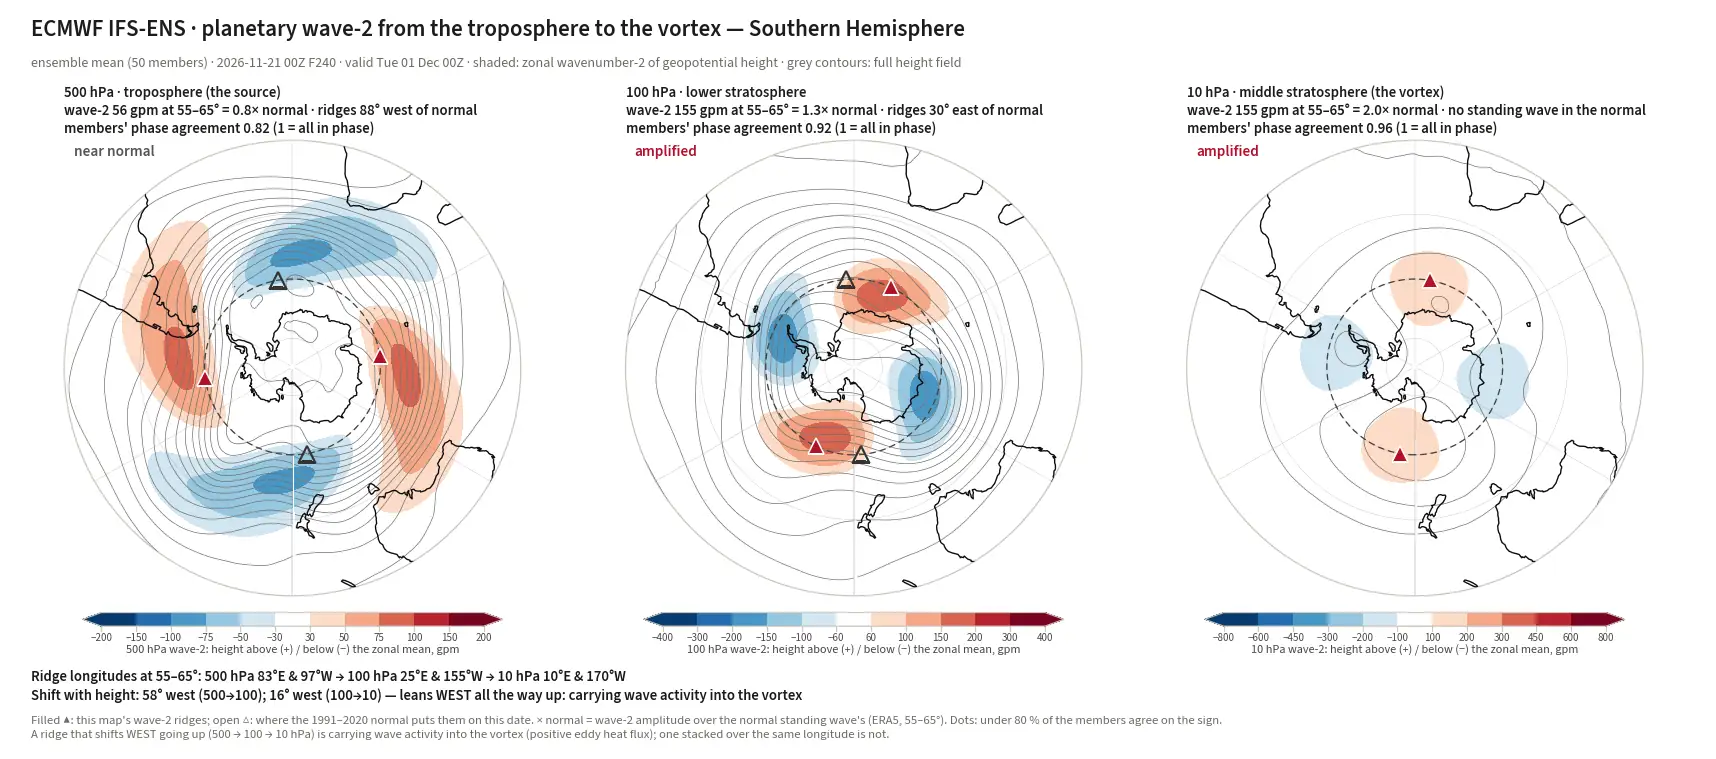 ECMWF IFS-ENS · planetary wave-2 from the troposphere to the vortex — Southern Hemisphere
ensemble mean (50 members) · 2026-11-21 00Z F240 · valid Tue 01 Dec 00Z · shaded: zonal wavenumber-2 of geopotential height · grey contours: full height field
500 hPa · troposphere (the source)
wave-2 56 gpm at 55–65° = 0.8× normal · ridges 88° west of normal
members' phase agreement 0.82 (1 = all in phase)
near normal
100 hPa · lower stratosphere
wave-2 155 gpm at 55–65° = 1.3× normal · ridges 30° east of normal
members' phase agreement 0.92 (1 = all in phase)
amplified
10 hPa · middle stratosphere (the vortex)
wave-2 155 gpm at 55–65° = 2.0× normal · no standing wave in the normal
members' phase agreement 0.96 (1 = all in phase)
amplified
−200 −150 −100 −75 −50 −30 30 50 75 100 150 200
500 hPa wave-2: height above (+) / below (−) the zonal mean, gpm
−400 −300 −200 −150 −100 −60 60 100 150 200 300 400
100 hPa wave-2: height above (+) / below (−) the zonal mean, gpm
−800 −600 −450 −300 −200 −100 100 200 300 450 600 800
10 hPa wave-2: height above (+) / below (−) the zonal mean, gpm
Ridge longitudes at 55–65°: 500 hPa 83°E & 97°W → 100 hPa 25°E & 155°W → 10 hPa 10°E & 170°W
Shift with height: 58° west (500→100); 16° west (100→10) — leans WEST all the way up: carrying wave activity into the vortex
Filled ▲: this map's wave-2 ridges; open △: where the 1991–2020 normal puts them on this date. × normal = wave-2 amplitude over the normal standing wave's (ERA5, 55–65°). Dots: under 80 % of the members agree on the sign.
A ridge that shifts WEST going up (500 → 100 → 10 hPa) is carrying wave activity into the vortex (positive eddy heat flux); one stacked over the same longitude is not.